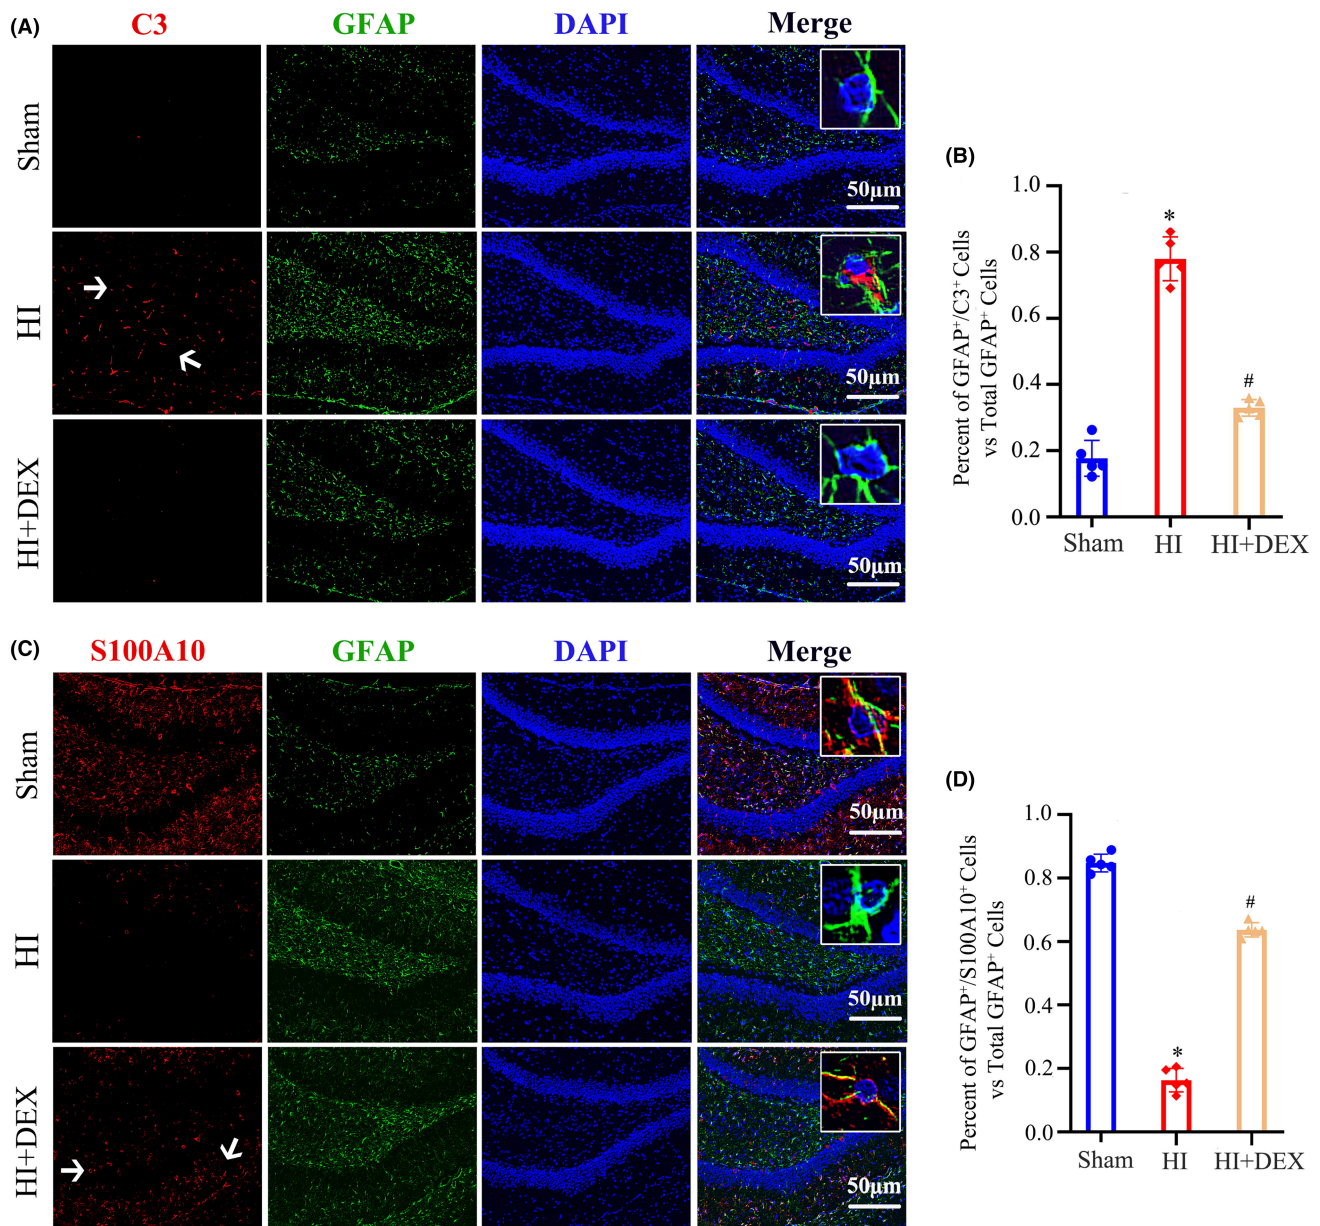 (A)
C3 GFAP DAPI Merge
Sham
50μm
HI
50μm
HI+DEX
50μm
(B)
Percent of GFAP⁺/C3⁺ Cells
vs Total GFAP⁺ Cells
1.0
0.8
0.6
0.4
0.2
0.0
*
#
Sham HI HI+DEX
(C)
S100A10 GFAP DAPI Merge
Sham
50μm
HI
50μm
HI+DEX
50μm
(D)
Percent of GFAP⁺/S100A10⁺ Cells
vs Total GFAP⁺ Cells
1.0
0.8
0.6
0.4
0.2
0.0
*
#
Sham HI HI+DEX